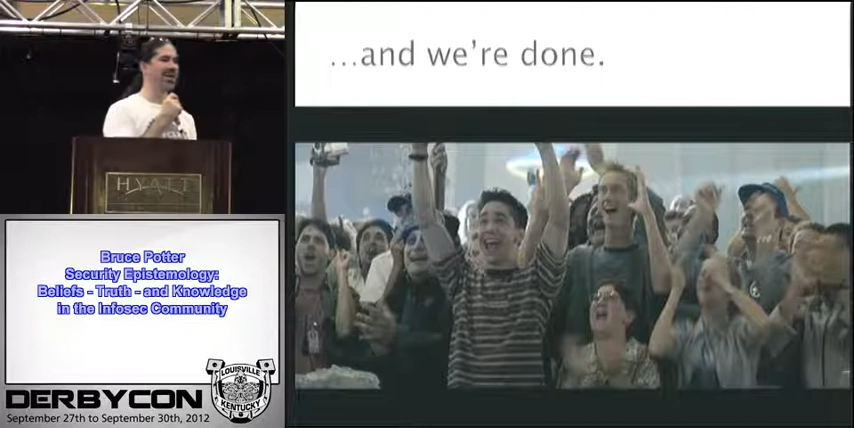 ...and we're done.
HYATT
Bruce Potter
Security Epistemology:
Beliefs - Truth - and Knowledge
in the Infosec Community
LOUISVILLE
KENTUCKY
DERBYCON
September 27th to September 30th, 2012